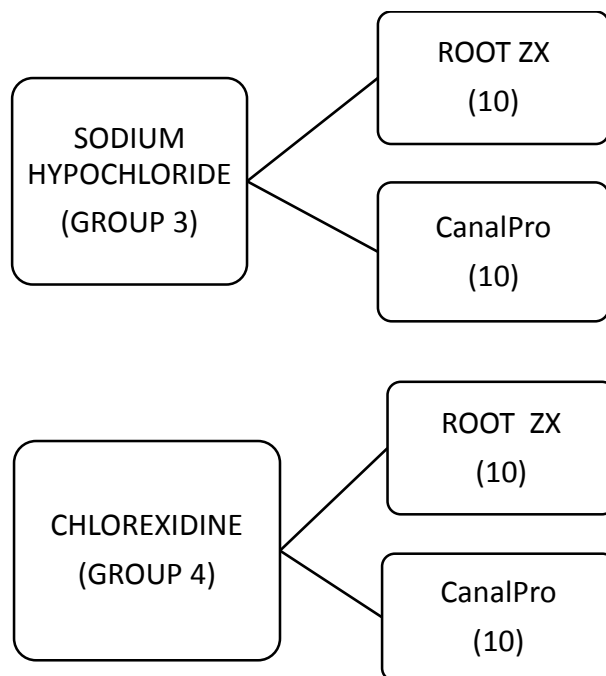 SODIUM
HYPOCHLORIDE
(GROUP 3)
ROOT ZX
(10)
CanalPro
(10)
CHLOREXIDINE
(GROUP 4)
ROOT  ZX
(10)
CanalPro
(10)